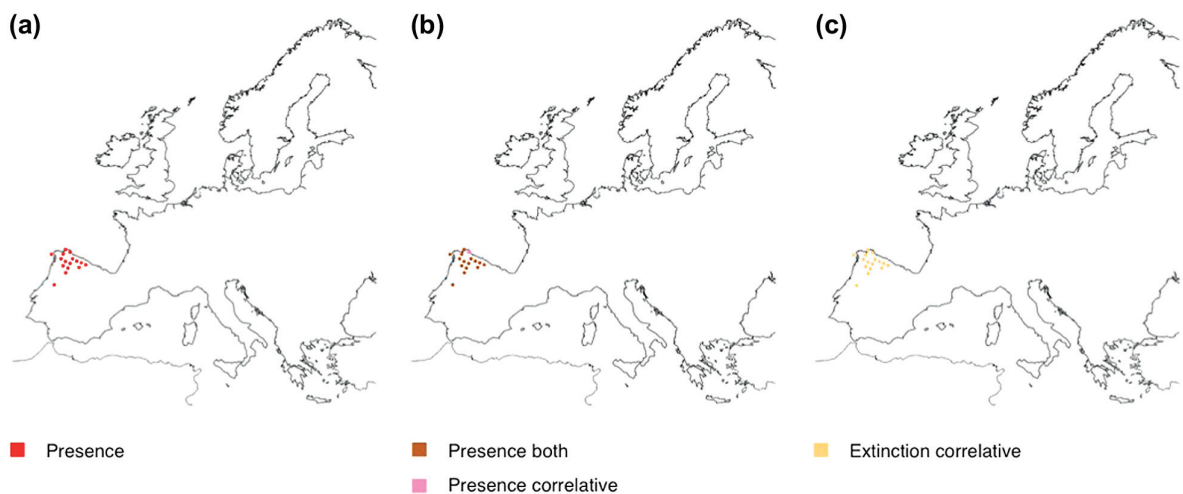 (a)
(b)
(c)
Presence
Presence both
Presence correlative
Extinction correlative